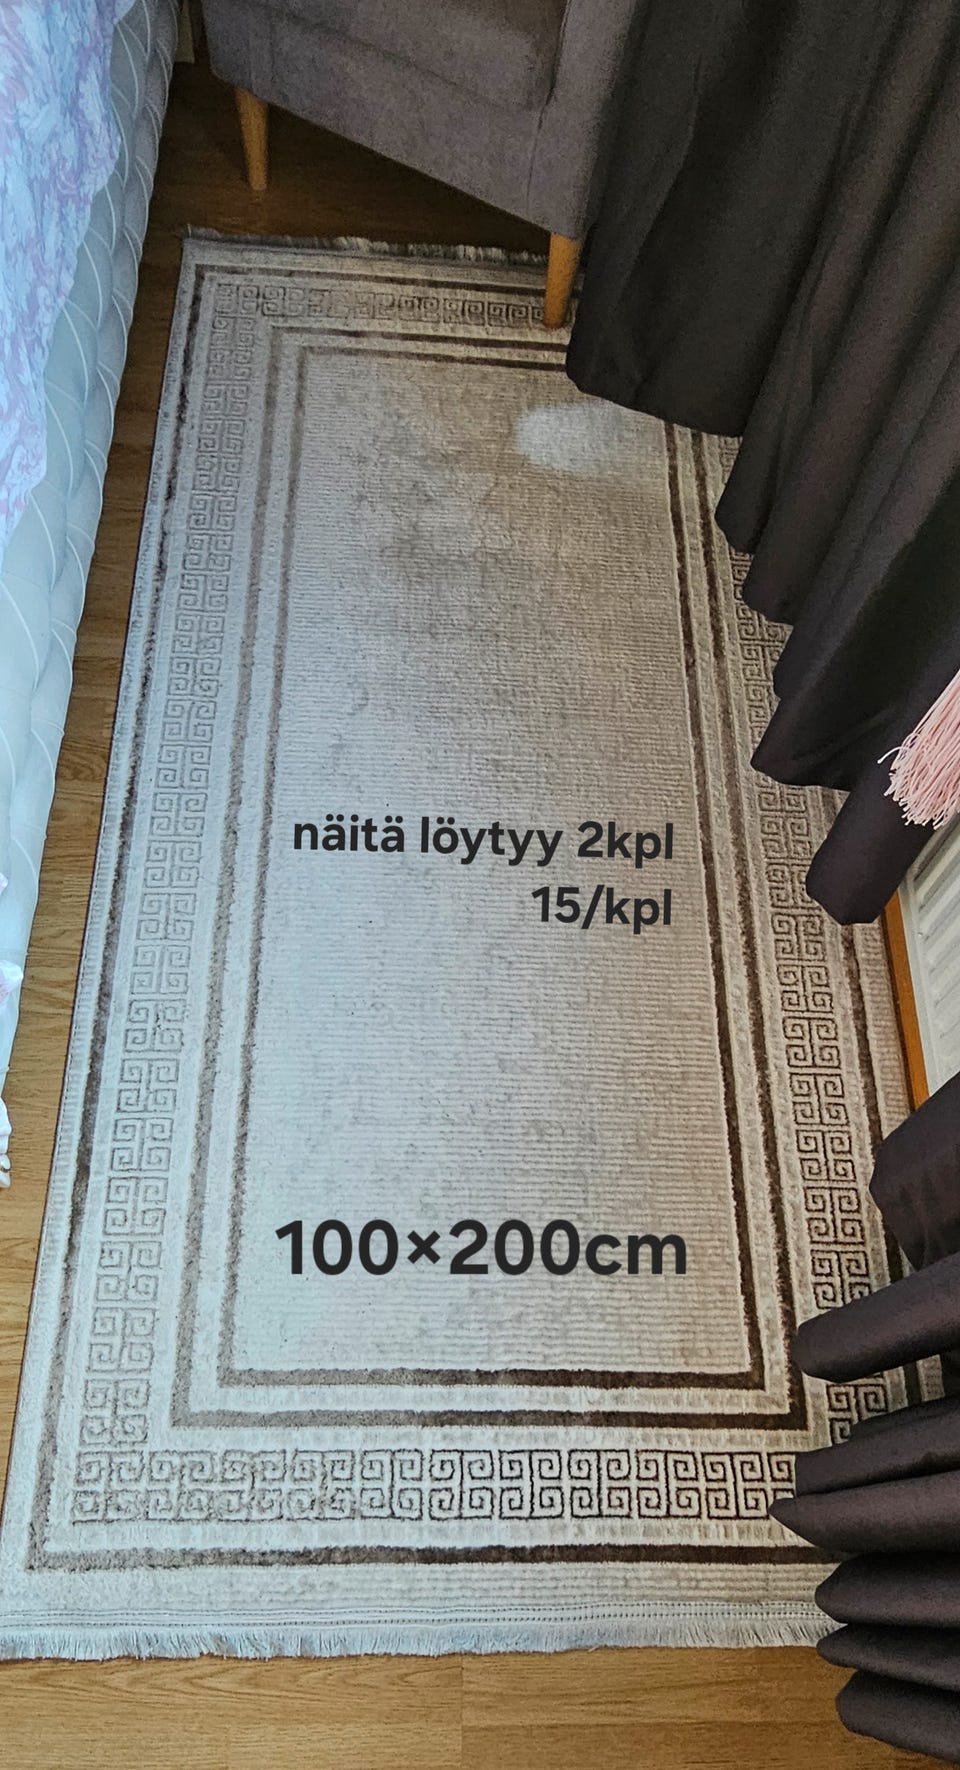 näitä löytyy 2kpl
15/kpl
100×200cm